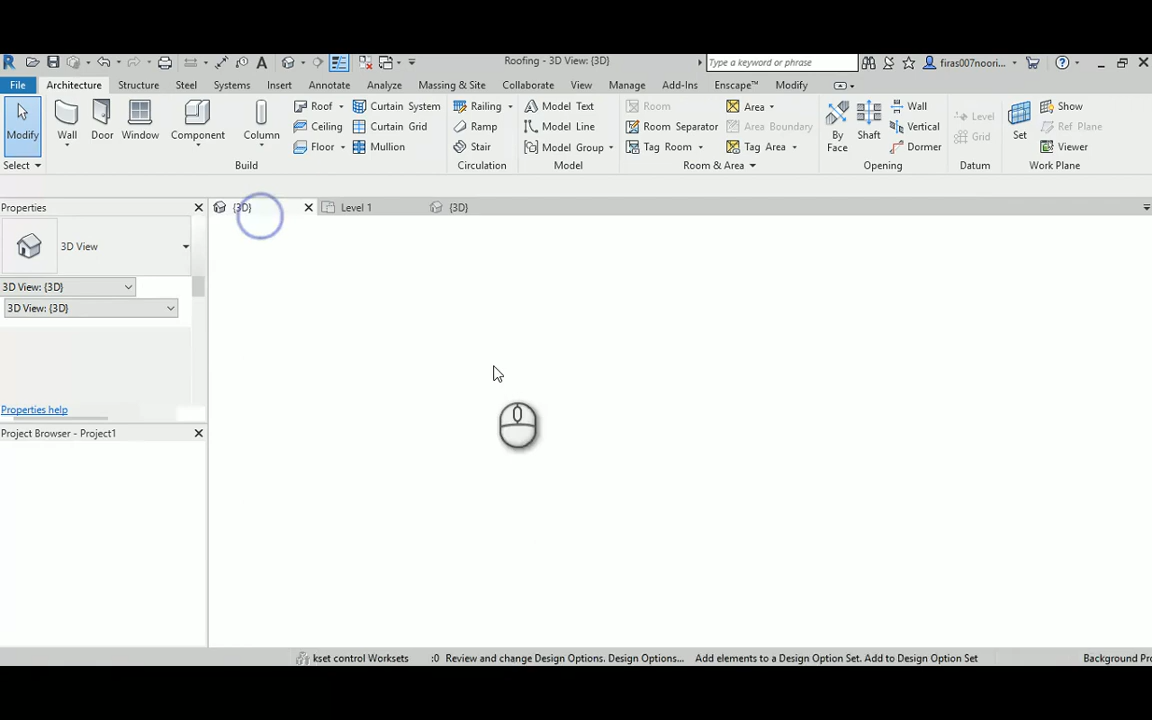 Roofing - 3D View: {3D}
Type a keyword or phrase
firas007noori...
File Architecture Structure Steel Systems Insert Annotate Analyze Massing & Site Collaborate View Manage Add-Ins Enscape™ Modify
Modify Wall Door Window Component Column Roof Curtain System Railing Model Text Room Area By Face Shaft Wall Level Set Show
Ceiling Curtain Grid Ramp Model Line Room Separator Area Boundary Vertical Grid Ref Plane
Floor Mullion Stair Model Group Tag Room Tag Area Dormer Viewer
Select Build Circulation Model Room & Area Opening Datum Work Plane
Properties {3D} Level 1 {3D}
3D View
3D View: {3D}
3D View: {3D}
Properties help
Project Browser - Project1
kset control Worksets :0 Review and change Design Options. Design Options... Add elements to a Design Option Set. Add to Design Option Set Background Pro